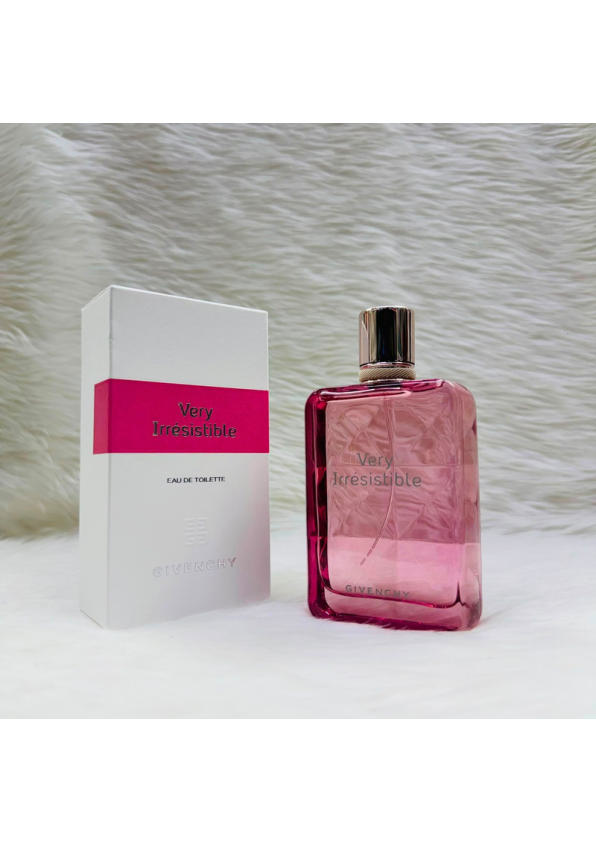 Very
Irrésistible
EAU DE TOILETTE
GIVENCHY
Very
Irrésistible
GIVENCHY